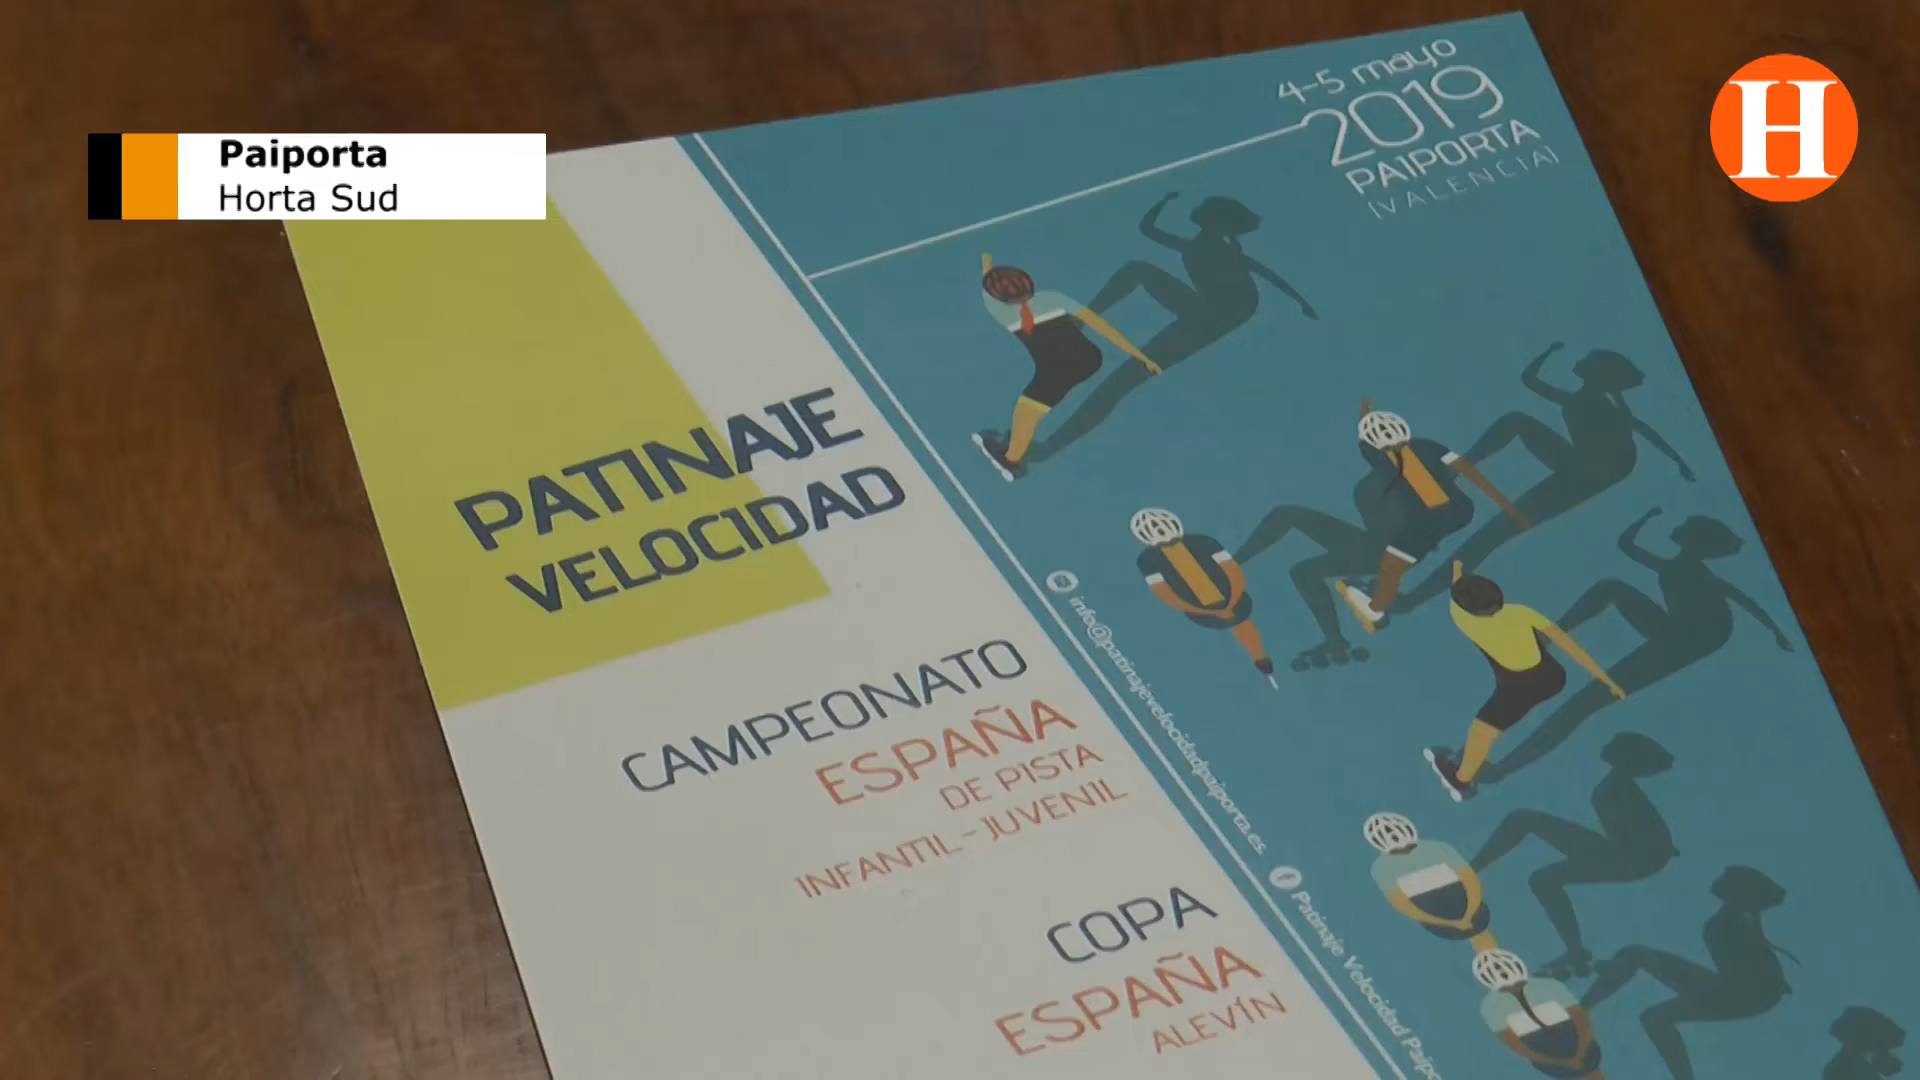 Paiporta
Horta Sud
H
4-5 mayo
2019
PAIPORTA
(VALENCIA)
PATINAJE
VELOCIDAD
CAMPEONATO
ESPAÑA
DE PISTA
INFANTIL - JUVENIL
COPA
ESPAÑA
ALEVÍN
info@patinajevelocidadpaiporta.es
Patinaje Velocidad